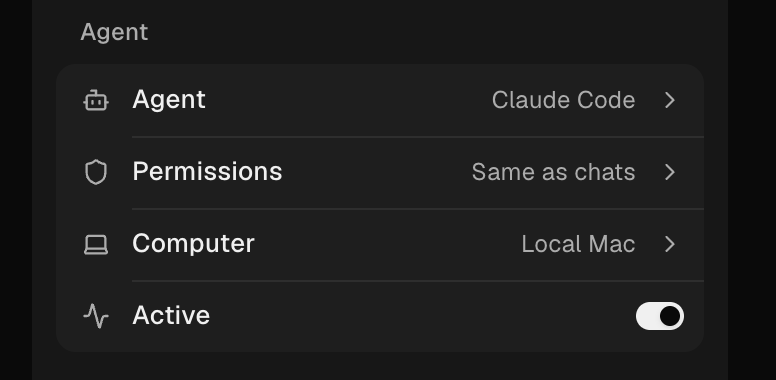 Agent
Agent Claude Code
Permissions Same as chats
Computer Local Mac
Active